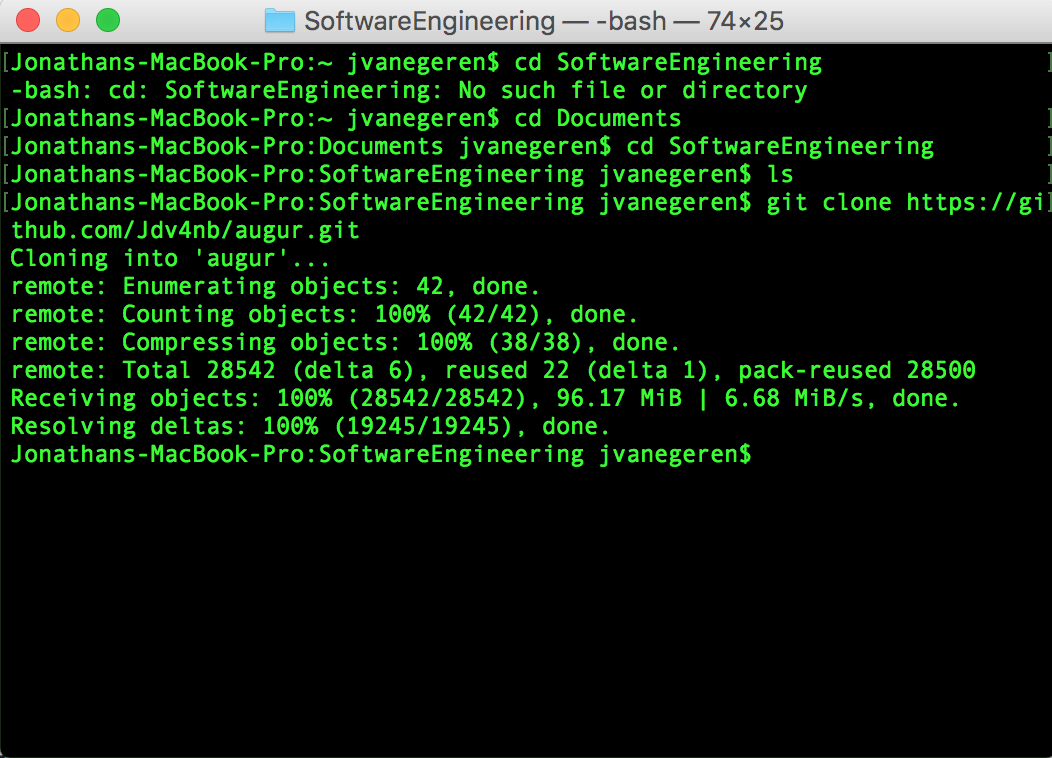 SoftwareEngineering — -bash — 74×25
[Jonathans-MacBook-Pro:~ jvanegeren$ cd SoftwareEngineering ]
-bash: cd: SoftwareEngineering: No such file or directory
[Jonathans-MacBook-Pro:~ jvanegeren$ cd Documents ]
[Jonathans-MacBook-Pro:Documents jvanegeren$ cd SoftwareEngineering ]
[Jonathans-MacBook-Pro:SoftwareEngineering jvanegeren$ ls ]
[Jonathans-MacBook-Pro:SoftwareEngineering jvanegeren$ git clone https://gi]
thub.com/Jdv4nb/augur.git
Cloning into 'augur'...
remote: Enumerating objects: 42, done.
remote: Counting objects: 100% (42/42), done.
remote: Compressing objects: 100% (38/38), done.
remote: Total 28542 (delta 6), reused 22 (delta 1), pack-reused 28500
Receiving objects: 100% (28542/28542), 96.17 MiB | 6.68 MiB/s, done.
Resolving deltas: 100% (19245/19245), done.
Jonathans-MacBook-Pro:SoftwareEngineering jvanegeren$